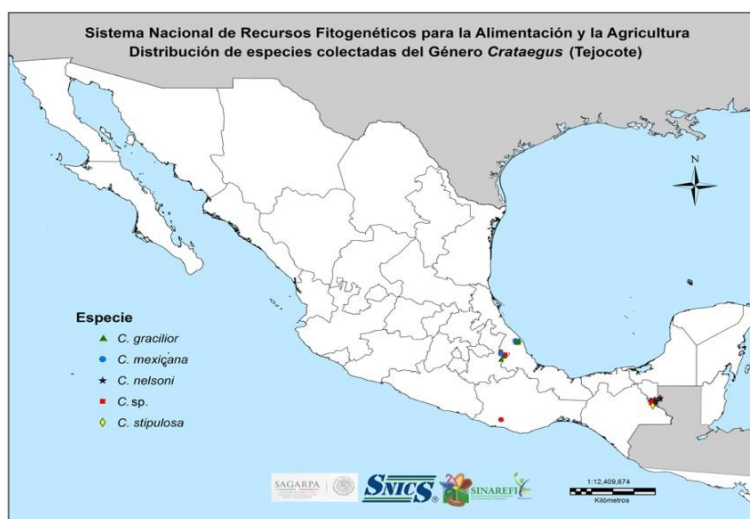 Sistema Nacional de Recursos Fitogenéticos para la Alimentación y la Agricultura
Distribución de especies colectadas del Género Crataegus (Tejocote)
N
Especie
C. gracilior
C. mexicana
C. nelsoni
C. sp.
C. stipulosa
SAGARPA
SNICS®
SINAREFI
1:12,409,674
Kilómetros